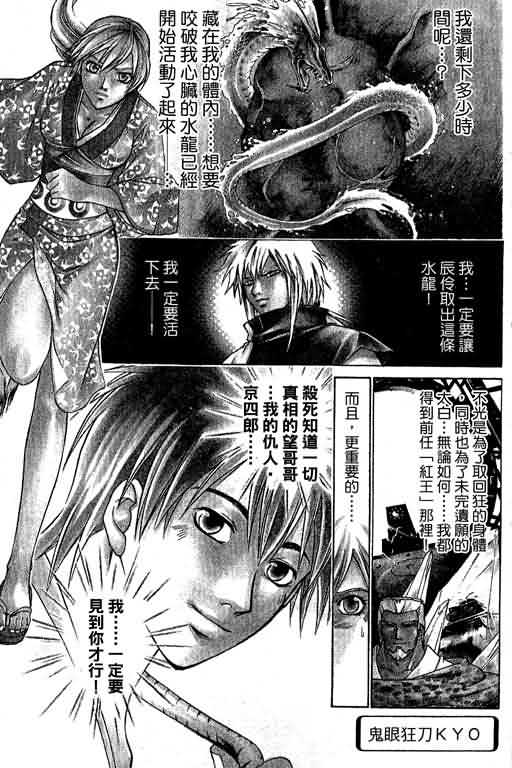 我還剩下多少時
間呢…?
藏在我的體內……想要
咬破我心臟的水龍已經
開始活動了起來…
我…一定要讓
辰伶取出這條
水龍!
我一定要活
下去——!
不光是為了取回狂的身體
,同時也為了未完遺願的
太白…無論如何……我都
得到前任「紅王」那裡!
而且,更重要的……
殺死知道一切
真相的望哥哥
…我的仇人.
京四郎……
我……一定要
見到你才行!
鬼眼狂刀KYO